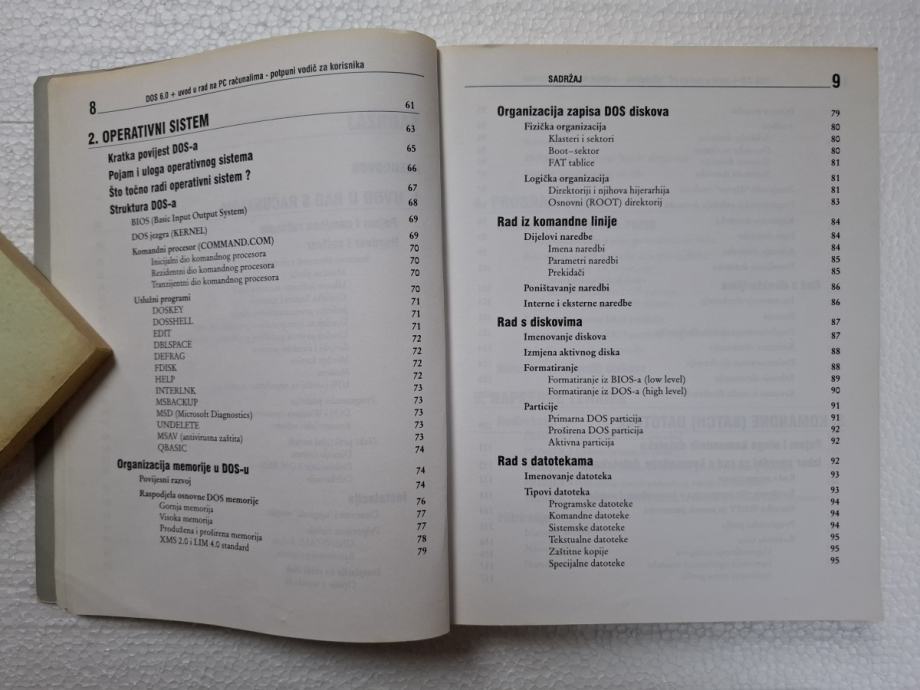 8 DOS 6.0 + uvod u rad na PC računalima - potpuni vodič za korisnika
2. OPERATIVNI SISTEM 61
Kratka povijest DOS-a 63
Pojam i uloga operativnog sistema 65
Što točno radi operativni sistem ? 66
Struktura DOS-a 67
BIOS (Basic Input Output System) 68
DOS jezgra (KERNEL) 69
Komandni procesor (COMMAND.COM) 69
Inicijalni dio komandnog procesora 70
Rezidentni dio komandnog procesora 70
Tranzijentni dio komandnog procesora 70
Uslužni programi 70
DOSKEY 71
DOSSHELL 71
EDIT 71
DBLSPACE 72
DEFRAG 72
FDISK 72
HELP 72
INTERLNK 73
MSBACKUP 73
MSD (Microsoft Diagnostics) 73
UNDELETE 73
MSAV (antivirusna zaštita) 73
QBASIC 74
Organizacija memorije u DOS-u 74
Povijesni razvoj 74
Raspodjela osnovne DOS memorije 76
Gornja memorija 77
Visoka memorija 77
Produžena i proširena memorija 78
XMS 2.0 i LIM 4.0 standard 79
SADRŽAJ 9
Organizacija zapisa DOS diskova 79
Fizička organizacija 80
Klasteri i sektori 80
Boot-sektor 80
FAT tablice 81
Logička organizacija 81
Direktoriji i njihova hijerarhija 81
Osnovni (ROOT) direktorij 83
Rad iz komandne linije 84
Dijelovi naredbe 84
Imena naredbi 84
Parametri naredbi 85
Prekidači 85
Poništavanje naredbi 86
Interne i eksterne naredbe 86
Rad s diskovima 87
Imenovanje diskova 87
Izmjena aktivnog diska 88
Formatiranje 88
Formatiranje iz BIOS-a (low level) 89
Formatiranje iz DOS-a (high level) 90
Particije 91
Primarna DOS particija 91
Proširena DOS particija 92
Aktivna particija 92
Rad s datotekama 92
Imenovanje datoteka 93
Tipovi datoteka 93
Programske datoteke 94
Komandne datoteke 94
Sistemske datoteke 94
Tekstualne datoteke 95
Zaštitne kopije 95
Specijalne datoteke 95